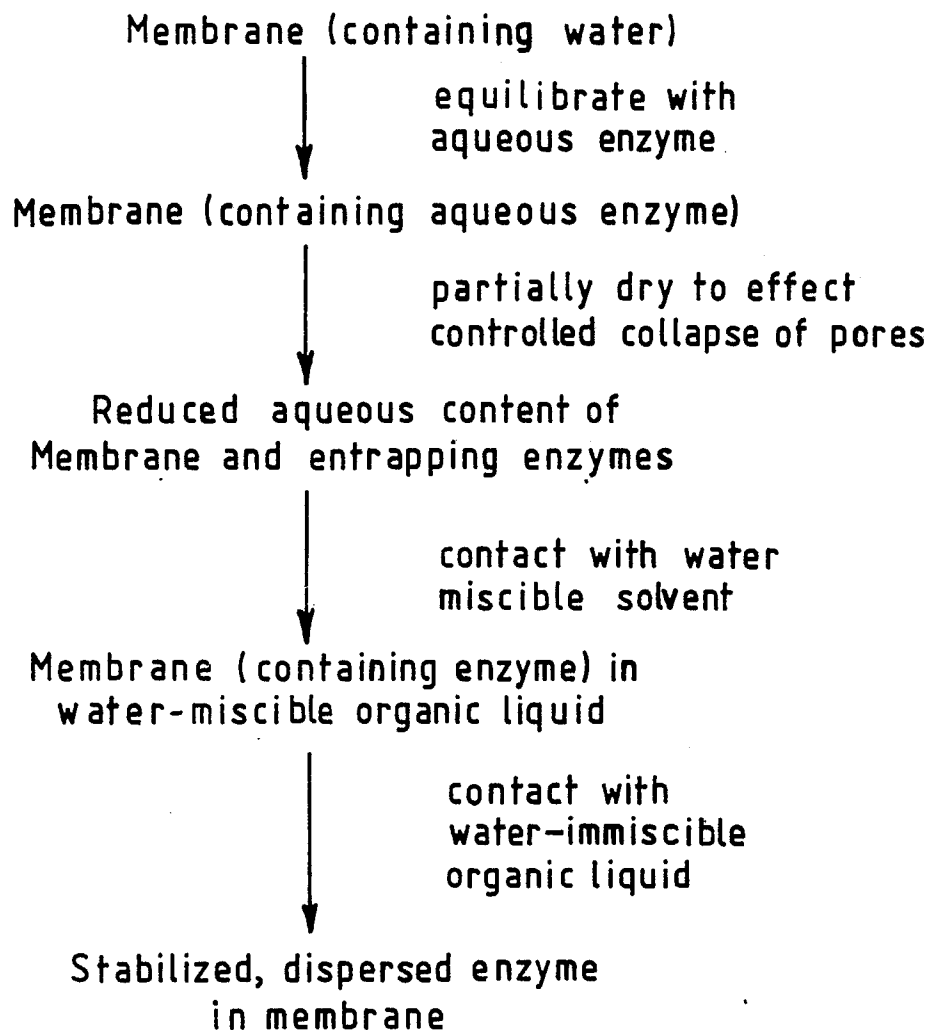 Membrane (containing water)
equilibrate with
aqueous enzyme
Membrane (containing aqueous enzyme)
partially dry to effect
controlled collapse of pores
Reduced aqueous content of
Membrane and entrapping enzymes
contact with water
miscible solvent
Membrane (containing enzyme) in
water-miscible organic liquid
contact with
water-immiscible
organic liquid
Stabilized, dispersed enzyme
in membrane